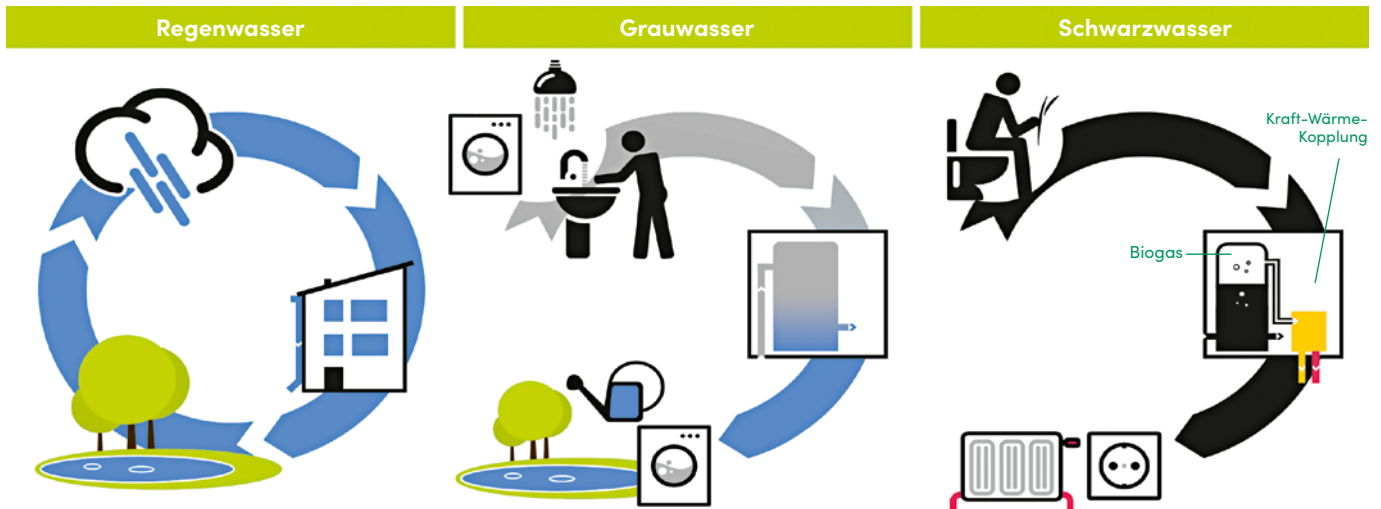 Regenwasser
Grauwasser
Schwarzwasser
Kraft-Wärme-
Kopplung
Biogas